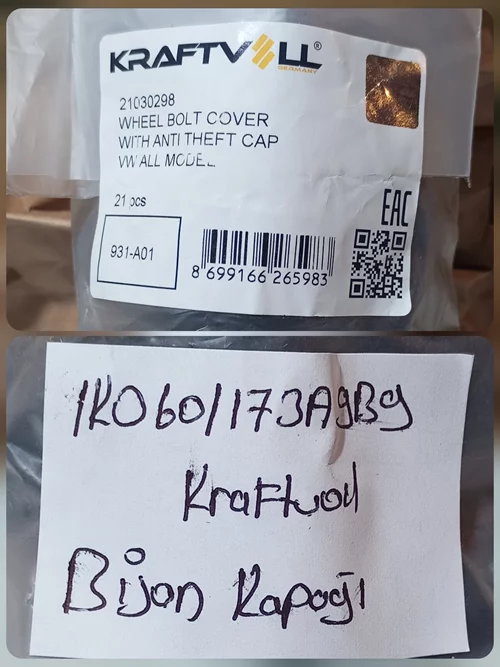 KRAFTVOLL®
GERMANY
21030298
WHEEL BOLT COVER
WITH ANTI THEFT CAP
VW ALL MODEL
21 pcs
EAC
931-A01
8 699166 265983
1K0601173A9B9
Kraftvoll
Bijon Kapağı